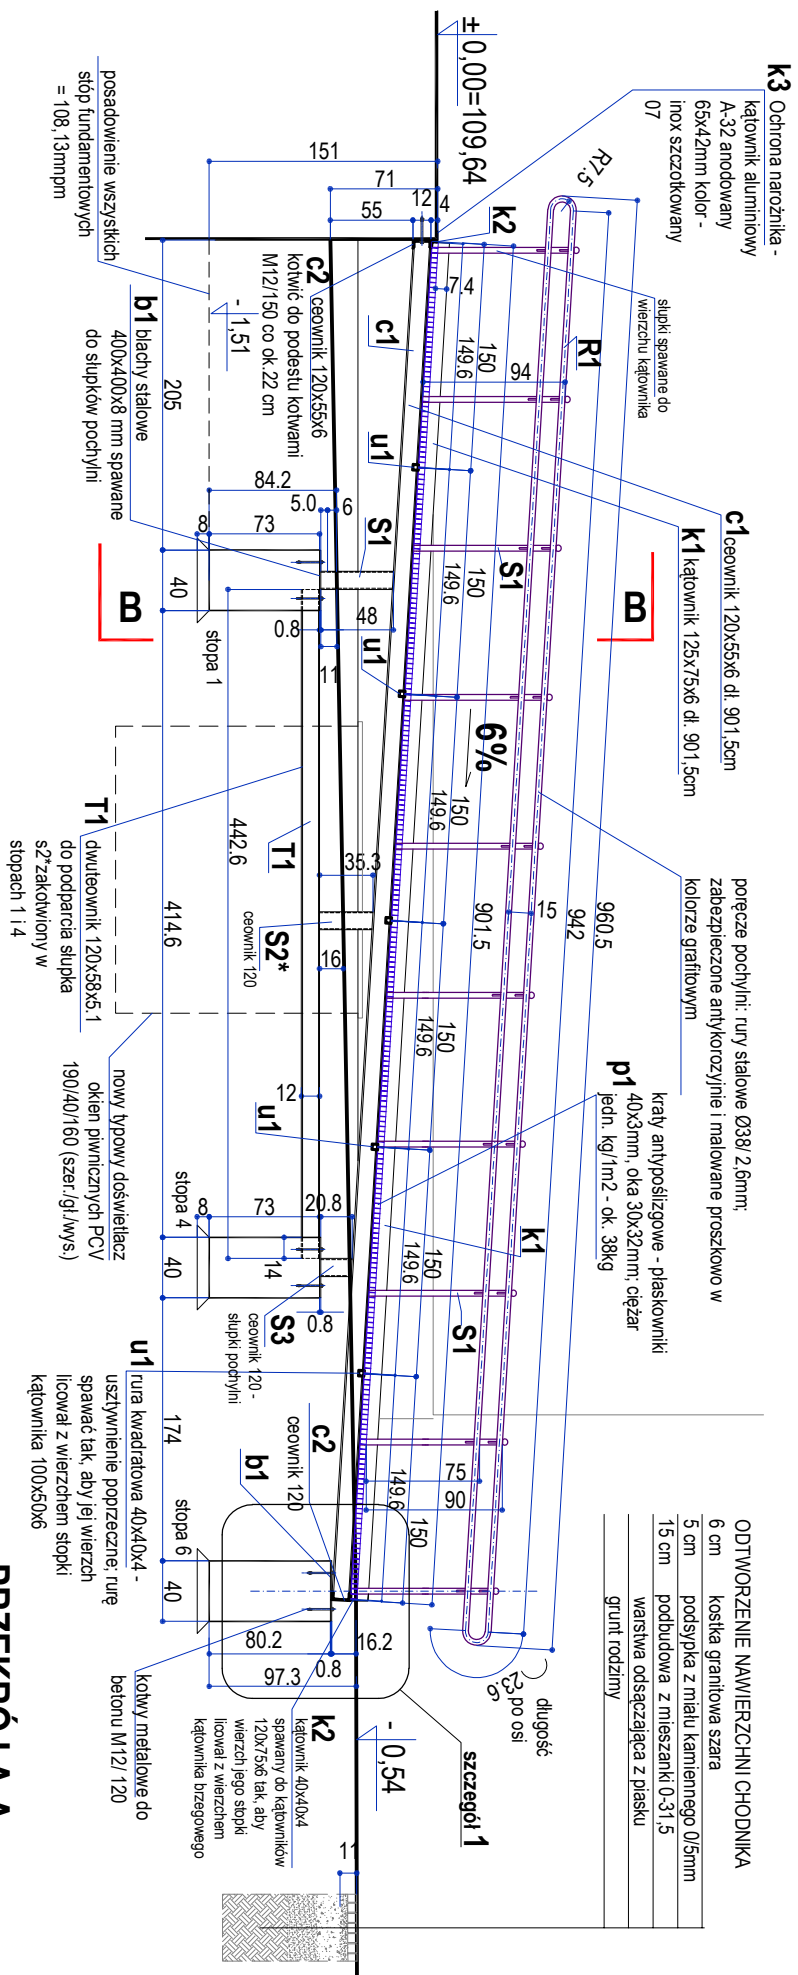 k3 Ochrona narożnika -
kątownik aluminiowy
A-32 anodowany
65x42mm kolor -
inox szczotkowany
07
± 0,00=109,64
posadowienie wszystkich
stóp fundamentowych
= 108,13mnpm
151
71
55
12
4
k2
R7.5
słupki spawane do
wierzchu kątownika
R1
94
7.4
150
149.6
c1
c2 ceownik 120x55x6
kotwić do podestu kotwami
M12/150 co ok.22 cm
- 1,51
b1 blachy stalowe
400x400x8 mm spawane
do słupków pochylni
205
84.2
5.0
6
73
8
40
S1
u1
c1 ceownik 120x55x6 dł. 901,5cm
k1 kątownik 125x75x6 dł. 901,5cm
B
B
S1
150
149.6
stopa 1
0.8
48
11
u1
6%
150
149.6
T1
442.6
414.6
35.3
S2*
ceownik 120
16
T1 dwuteownik 120x58x5.1
do podparcia słupka
s2*zakotwiony w
stopach 1 i 4
960.5
942
901.5
15
poręcze pochylni: rury stalowe Ø38/ 2,6mm;
zabezpieczone antykorozyjnie i malowane proszkowo w
kolorze grafitowym
150
149.6
p1 kraty antypoślizgowe - płaskowniki
40x3mm, oka 30x32mm; ciężar
jedn. kg/1m2 - ok. 38kg
k1
u1
12
nowy typowy doświetlacz
okien piwnicznych PCV
190/40/160 (szer./gł./wys.)
stopa 4
8
73
20.8
40
14
0.8
S3 ceownik 120 -
słupki pochylni
150
149.6
S1
u1 rura kwadratowa 40x40x4 -
usztywnienie poprzeczne; rurę
spawać tak, aby jej wierzch
licował z wierzchem stopki
kątownika 100x50x6
174
c2
ceownik 120
b1
75
90
150
149.6
stopa 6
40
80.2
0.8
16.2
97.3
kotwy metalowe do
betonu M12/ 120
k2 kątownik 40x40x4
spawany do kątowników
120x75x6 tak, aby
wierzch jego stopki
licował z wierzchem
kątownika brzegowego
- 0,54
szczegół 1
długość
po osi
23.6
11
ODTWORZENIE NAWIERZCHNI CHODNIKA
6 cm kostka granitowa szara
5 cm podsypka z miału kamiennego 0/5mm
15 cm podbudowa z mieszanki 0-31,5
warstwa odsączająca z piasku
grunt rodzimy